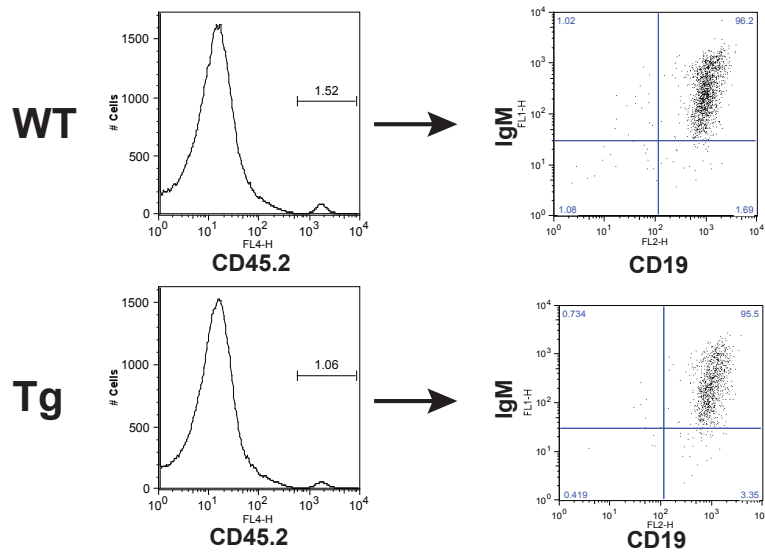 WT
# Cells
1500
1000
500
0
1.52
10^0 10^1 10^2 10^3 10^4
FL4-H
CD45.2
IgM
FL1-H
10^4
10^3
10^2
10^1
10^0
1.02 96.2
1.08 1.69
10^0 10^1 10^2 10^3 10^4
FL2-H
CD19
Tg
# Cells
1500
1000
500
0
1.06
10^0 10^1 10^2 10^3 10^4
FL4-H
CD45.2
IgM
FL1-H
10^4
10^3
10^2
10^1
10^0
0.734 95.5
0.419 3.35
10^0 10^1 10^2 10^3 10^4
FL2-H
CD19